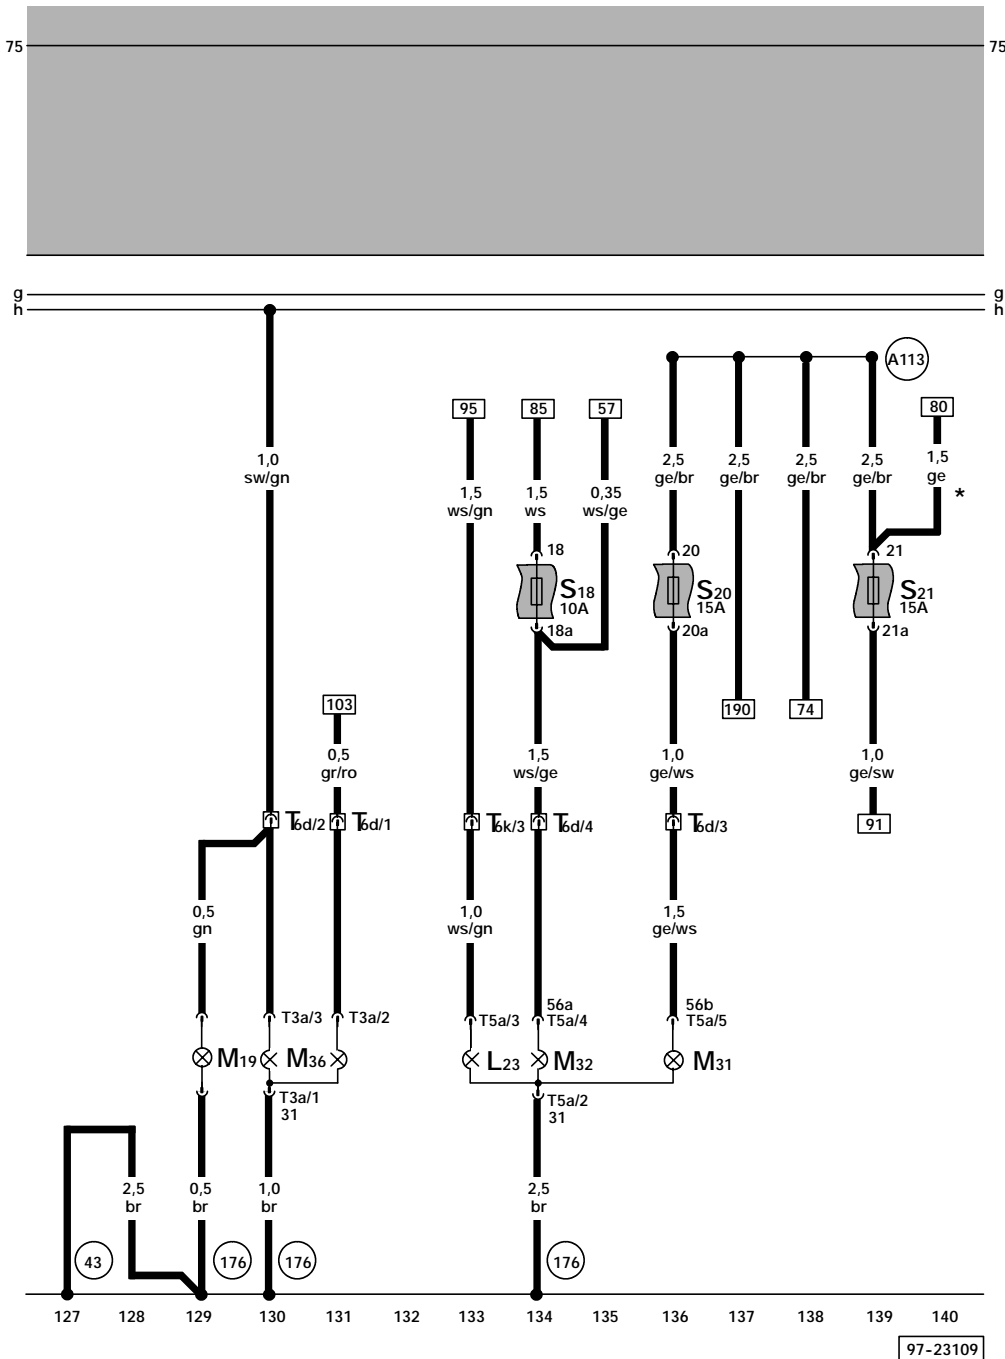 75 75
g g
h h
A113
95 85 57 80
1,0
sw/gn
2,5
ge/br
2,5
ge/br
2,5
ge/br
2,5
ge/br
1,5
ge
*
1,5
ws/gn
1,5
ws
0,35
ws/ge
18 20 21
S18
10A
S20
15A
S21
15A
18a 20a 21a
103 190 74
0,5
gr/ro
1,5
ws/ge
1,0
ge/ws
1,0
ge/sw
T6d/2 T6d/1 T6k/3 T6d/4 T6d/3 91
0,5
gn
1,0
ws/gn
1,5
ge/ws
T3a/3 T3a/2 T5a/3
56a
T5a/4
56b
T5a/5
M19 M36 L23 M32 M31
T3a/1
31
T5a/2
31
2,5
br
0,5
br
1,0
br
2,5
br
43 176 176 176
127 128 129 130 131 132 133 134 135 136 137 138 139 140
97-23109